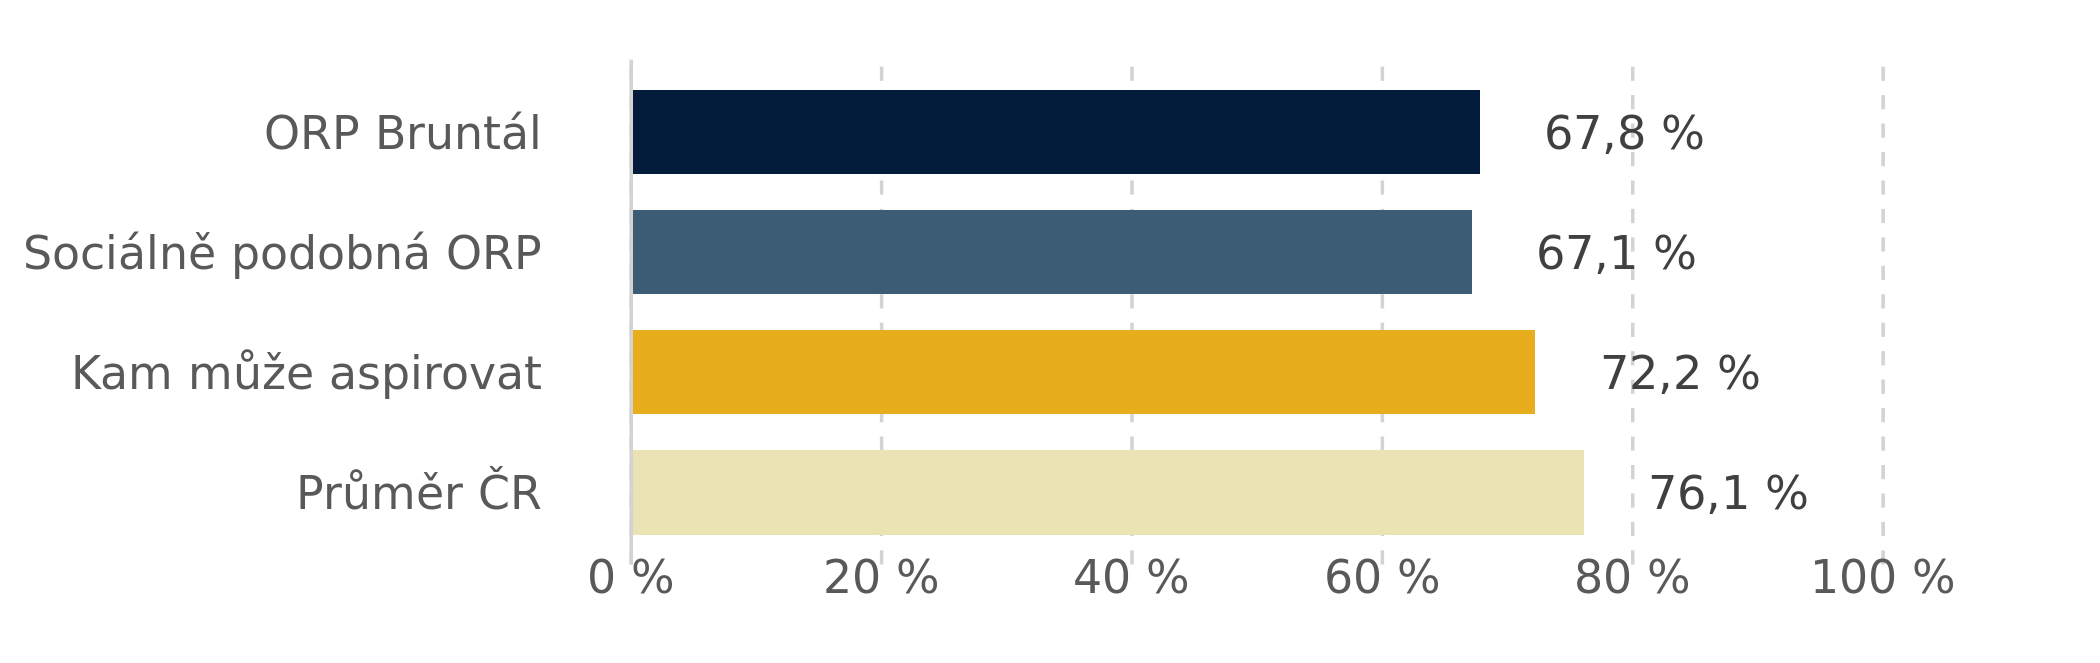 ORP Bruntál 67,8 %
Sociálně podobná ORP 67,1 %
Kam může aspirovat 72,2 %
Průměr ČR 76,1 %
0 % 20 % 40 % 60 % 80 % 100 %